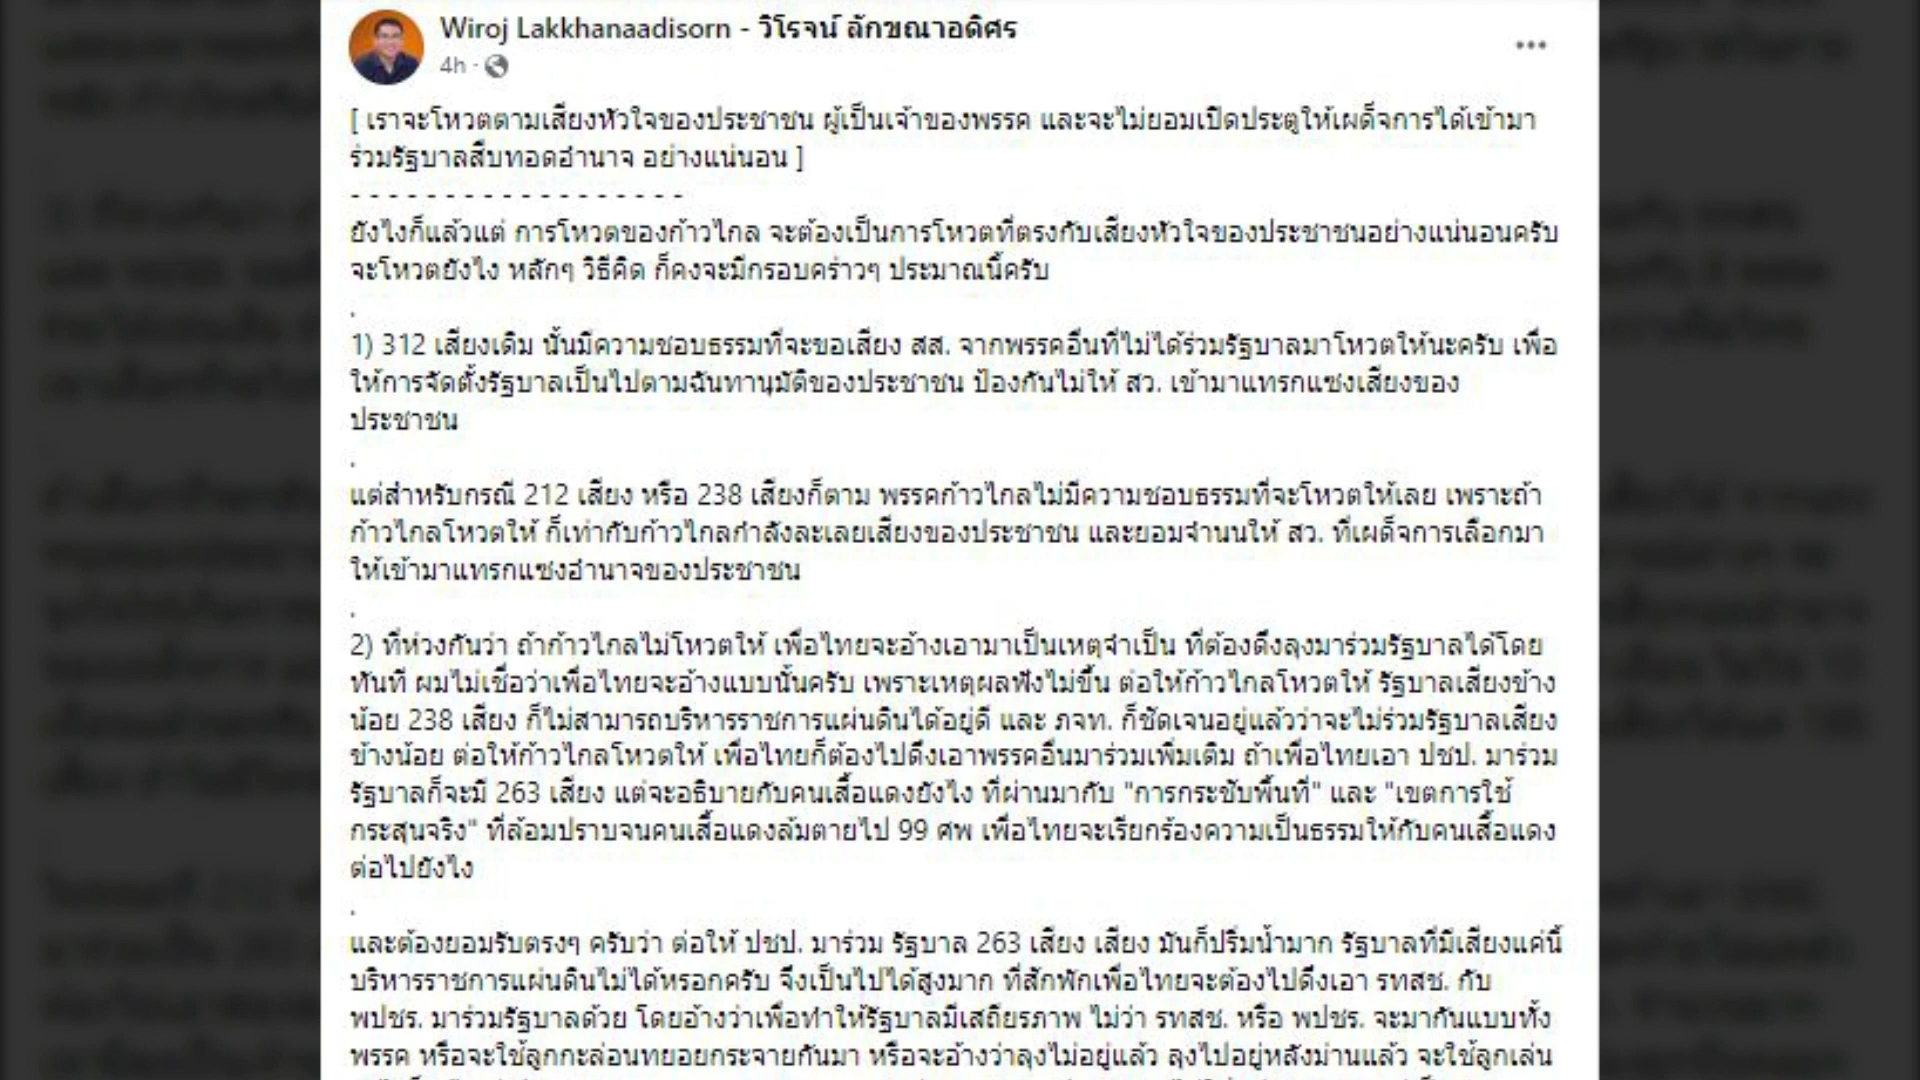 Wiroj Lakkhanaadisorn - วิโรจน์ ลักขณาอดิศร
4h ·
[ เราจะโหวตตามเสียงหัวใจของประชาชน ผู้เป็นเจ้าของพรรค และจะไม่ยอมเปิดประตูให้เผด็จการได้เข้ามา
ร่วมรัฐบาลสืบทอดอำนาจ อย่างแน่นอน ]
- - - - - - - - - - - - - - - - - -
ยังไงก็แล้วแต่ การโหวตของก้าวไกล จะต้องเป็นการโหวตที่ตรงกับเสียงหัวใจของประชาชนอย่างแน่นอนครับ
จะโหวตยังไง หลักๆ วิธีคิด ก็คงจะมีกรอบคร่าวๆ ประมาณนี้ครับ
.
1) 312 เสียงเดิม นั้นมีความชอบธรรมที่จะขอเสียง สส. จากพรรคอื่นที่ไม่ได้ร่วมรัฐบาลมาโหวตให้นะครับ เพื่อ
ให้การจัดตั้งรัฐบาลเป็นไปตามฉันทานุมัติของประชาชน ป้องกันไม่ให้ สว. เข้ามาแทรกแซงเสียงของ
ประชาชน
.
แต่สำหรับกรณี 212 เสียง หรือ 238 เสียงก็ตาม พรรคก้าวไกลไม่มีความชอบธรรมที่จะโหวตให้เลย เพราะถ้า
ก้าวไกลโหวตให้ ก็เท่ากับก้าวไกลกำลังละเลยเสียงของประชาชน และยอมจำนนให้ สว. ที่เผด็จการเลือกมา
ให้เข้ามาแทรกแซงอำนาจของประชาชน
.
2) ที่ห่วงกันว่า ถ้าก้าวไกลไม่โหวตให้ เพื่อไทยจะอ้างเอามาเป็นเหตุจำเป็น ที่ต้องดึงลุงมาร่วมรัฐบาลได้โดย
ทันที ผมไม่เชื่อว่าเพื่อไทยจะอ้างแบบนั้นครับ เพราะเหตุผลฟังไม่ขึ้น ต่อให้ก้าวไกลโหวตให้ รัฐบาลเสียงข้าง
น้อย 238 เสียง ก็ไม่สามารถบริหารราชการแผ่นดินได้อยู่ดี และ ภจท. ก็ชัดเจนอยู่แล้วว่าจะไม่ร่วมรัฐบาลเสียง
ข้างน้อย ต่อให้ก้าวไกลโหวตให้ เพื่อไทยก็ต้องไปดึงเอาพรรคอื่นมาร่วมเพิ่มเติม ถ้าเพื่อไทยเอา ปชป. มาร่วม
รัฐบาลก็จะมี 263 เสียง แต่จะอธิบายกับคนเสื้อแดงยังไง ที่ผ่านมากับ "การกระชับพื้นที่" และ "เขตการใช้
กระสุนจริง" ที่ล้อมปราบจนคนเสื้อแดงล้มตายไป 99 ศพ เพื่อไทยจะเรียกร้องความเป็นธรรมให้กับคนเสื้อแดง
ต่อไปยังไง
.
และต้องยอมรับตรงๆ ครับว่า ต่อให้ ปชป. มาร่วม รัฐบาล 263 เสียง เสียง มันก็ปริ่มน้ำมาก รัฐบาลที่มีเสียงแค่นี้
บริหารราชการแผ่นดินไม่ได้หรอกครับ จึงเป็นไปได้สูงมาก ที่สักพักเพื่อไทยจะต้องไปดึงเอา รทสช. กับ
พปชร. มาร่วมรัฐบาลด้วย โดยอ้างว่าเพื่อทำให้รัฐบาลมีเสถียรภาพ ไม่ว่า รทสช. หรือ พปชร. จะมากันแบบทั้ง
พรรค หรือจะใช้ลูกกะล่อนทยอยกระจายกันมา หรือจะอ้างว่าลุงไม่อยู่แล้ว ลุงไปอยู่หลังม่านแล้ว จะใช้ลูกเล่น